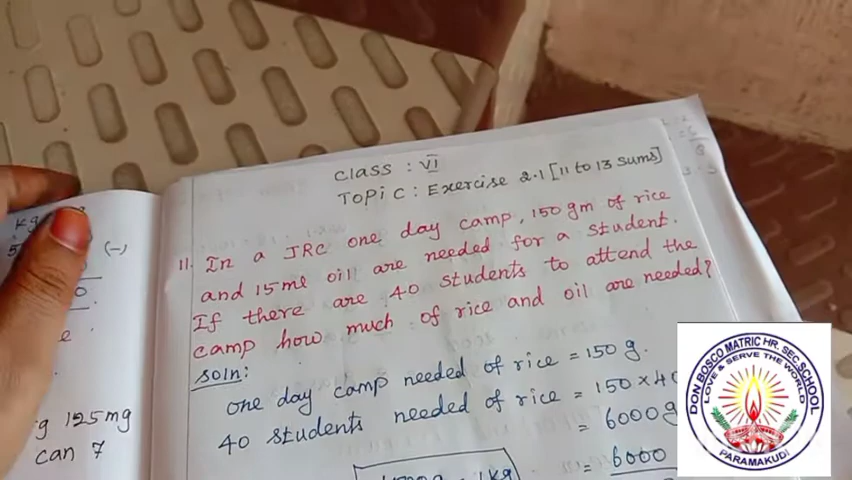 class : VI
Topic : Exercise 2.1 [11 to 13 sums]
11. In a JRC one day camp, 150 gm of rice
and 15 ml oil are needed for a student.
If there are 40 students to attend the
camp how much of rice and oil are needed?
soln:
one day camp needed of rice = 150 g.
40 students needed of rice = 150 × 40
= 6000 g
= 6000
1 kg
kg
(-)
0
e
g 125 mg
can 7
DON BOSCO MATRIC HR. SEC SCHOOL
LOVE & SERVE THE WORLD
PARAMAKUDI